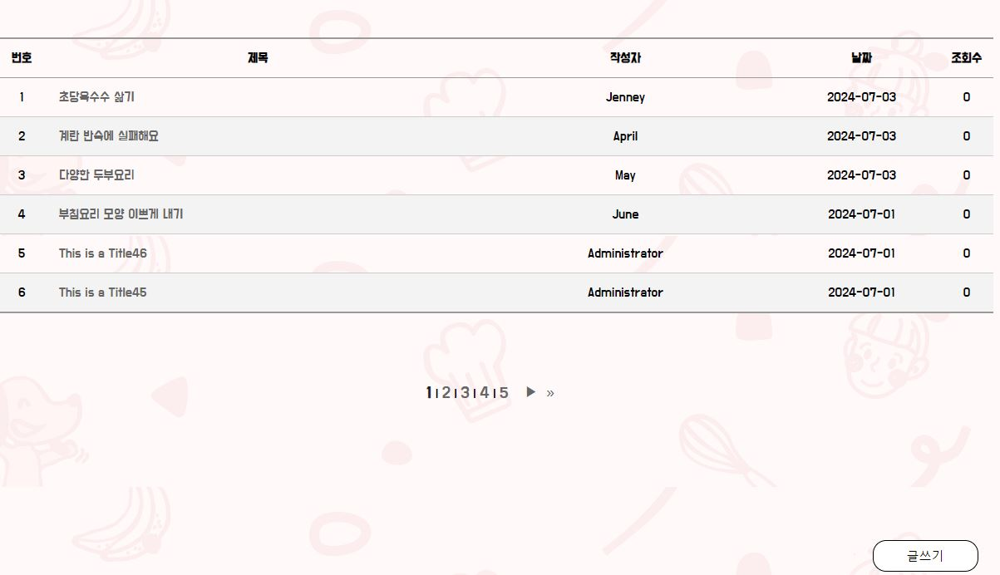 번호 제목 작성자 날짜 조회수
1 초당옥수수 삶기 Jenney 2024-07-03 0
2 계란 반숙에 실패해요 April 2024-07-03 0
3 다양한 두부요리 May 2024-07-03 0
4 부침요리 모양 이쁘게 내기 June 2024-07-01 0
5 This is a Title46 Administrator 2024-07-01 0
6 This is a Title45 Administrator 2024-07-01 0
1 | 2 | 3 | 4 | 5 ▶ »
글쓰기